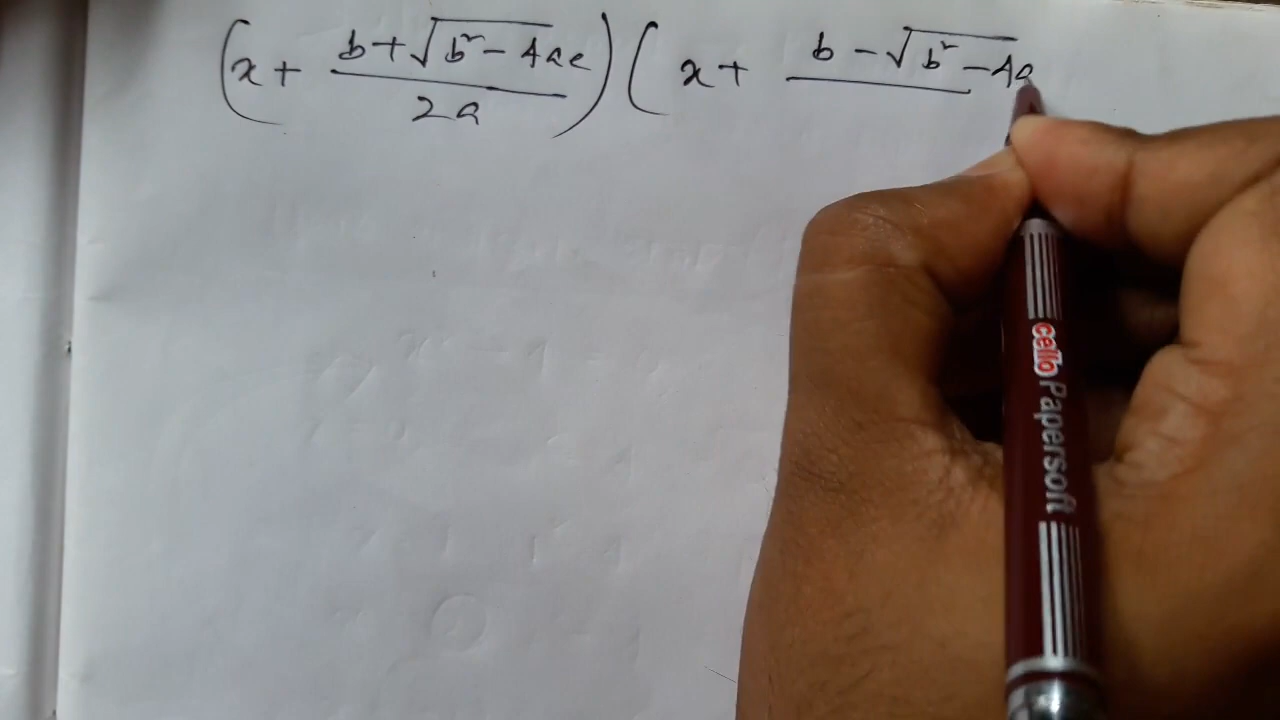 (x + (b+√(b²-4ac))/2a) (x + (b-√(b²-4a
cello Papersoft